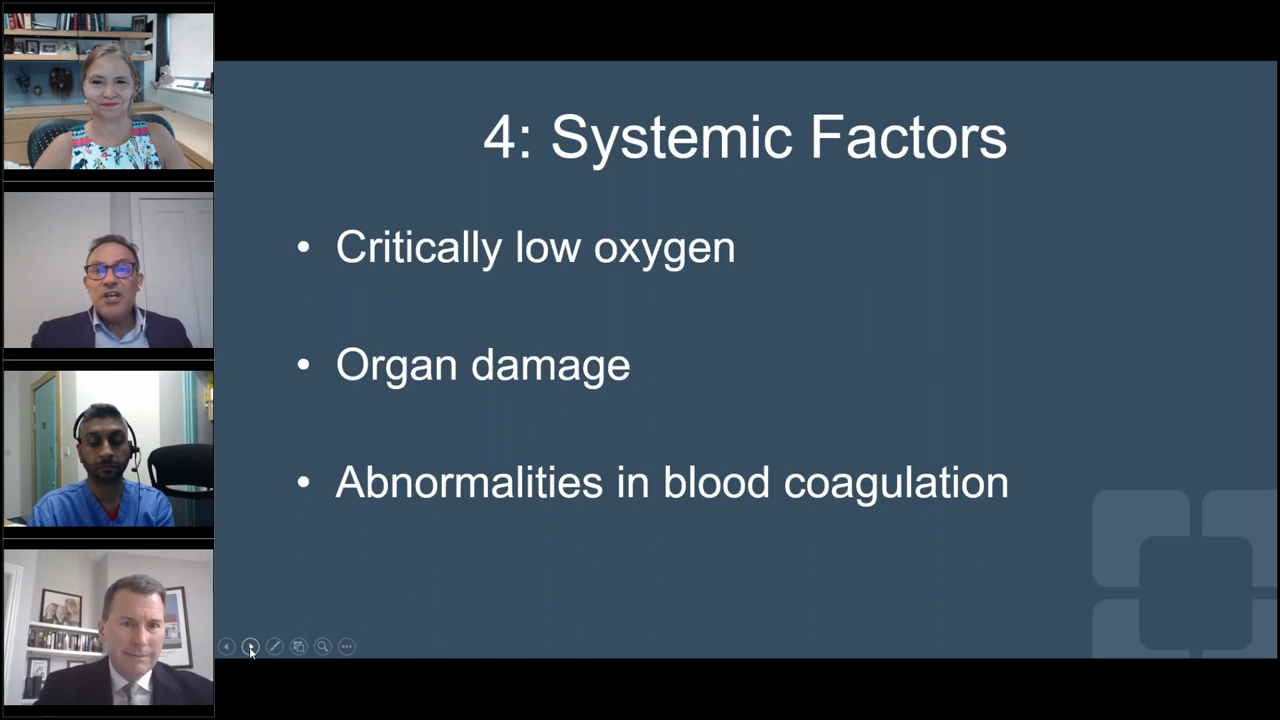 4: Systemic Factors
• Critically low oxygen
• Organ damage
• Abnormalities in blood coagulation